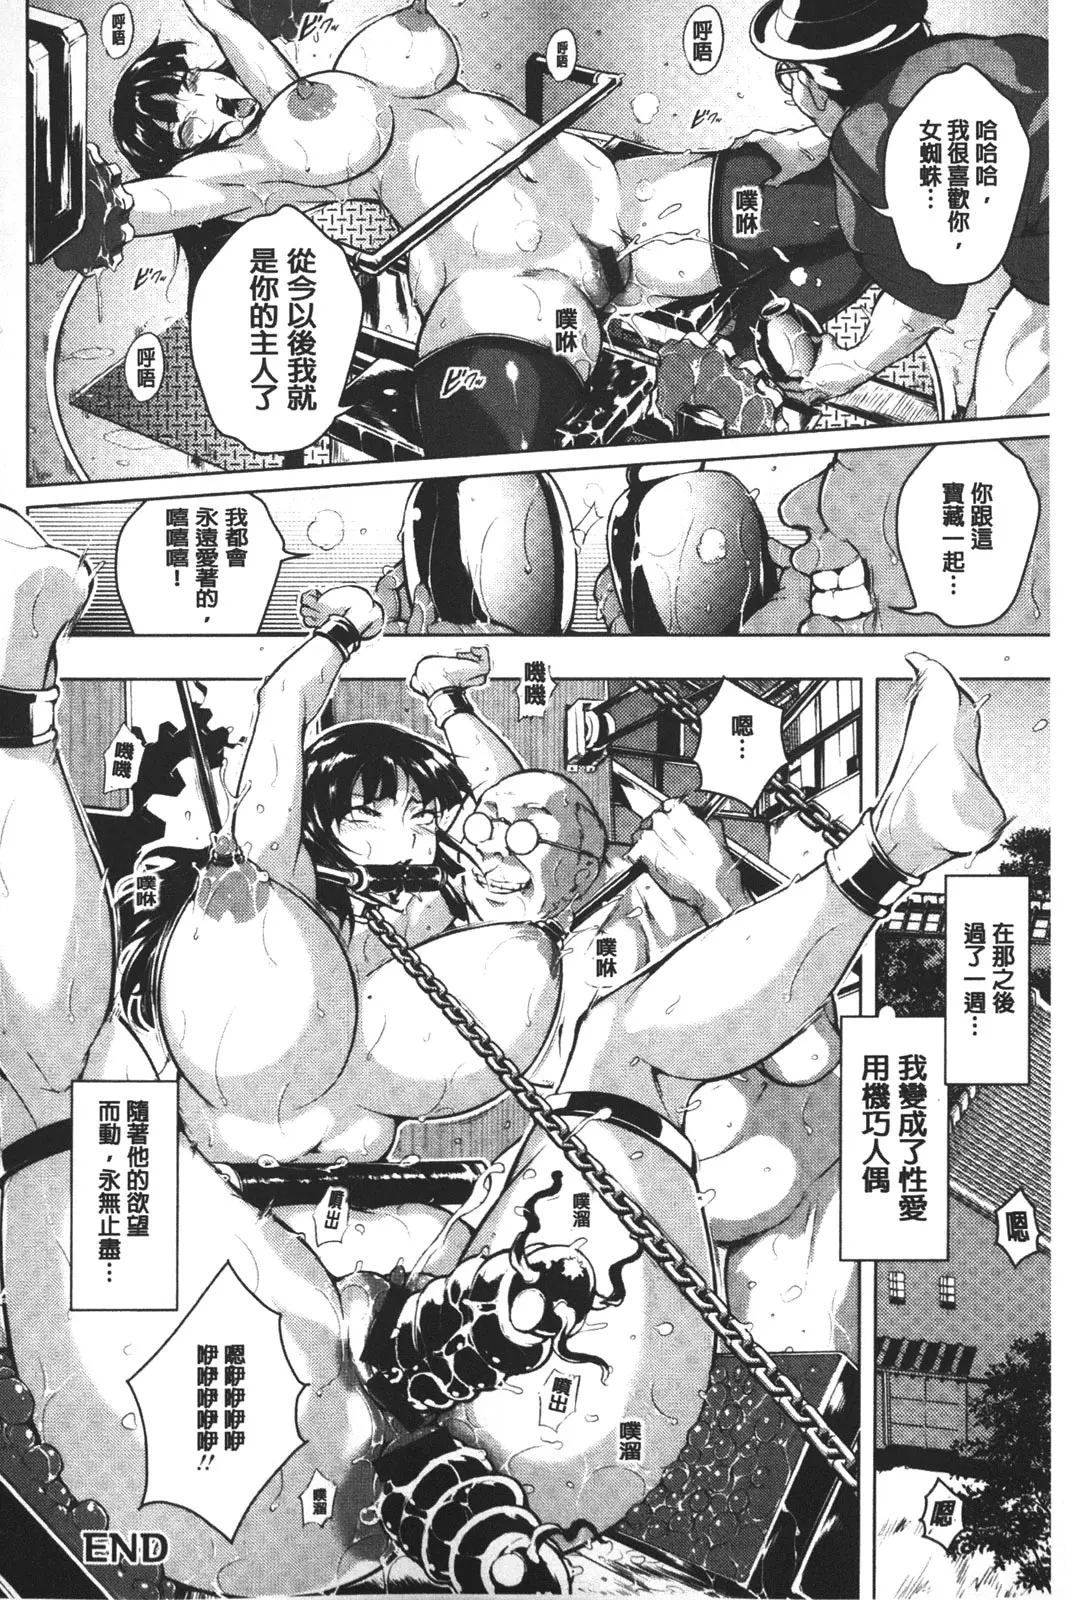 哈哈哈，
我很喜歡你，
女蜘蛛…
呼唔
呼唔
呼唔
呼唔
噗咻
噗咻
從今以後我就
是你的主人了
你跟這
寶藏一起…
我都會
永遠愛著的，
嘻嘻嘻！
在那之後
過了一週…
我變成了性愛
用機巧人偶
嗯
嗯
嗯…
嘰嘰
嘰嘰
噗咻
噗咻
隨著他的欲望
而動，永無止盡…
噴出
噗溜
噴出
噗溜
噗溜
嗯咿咿咿咿
咿咿咿咿咿!!
END